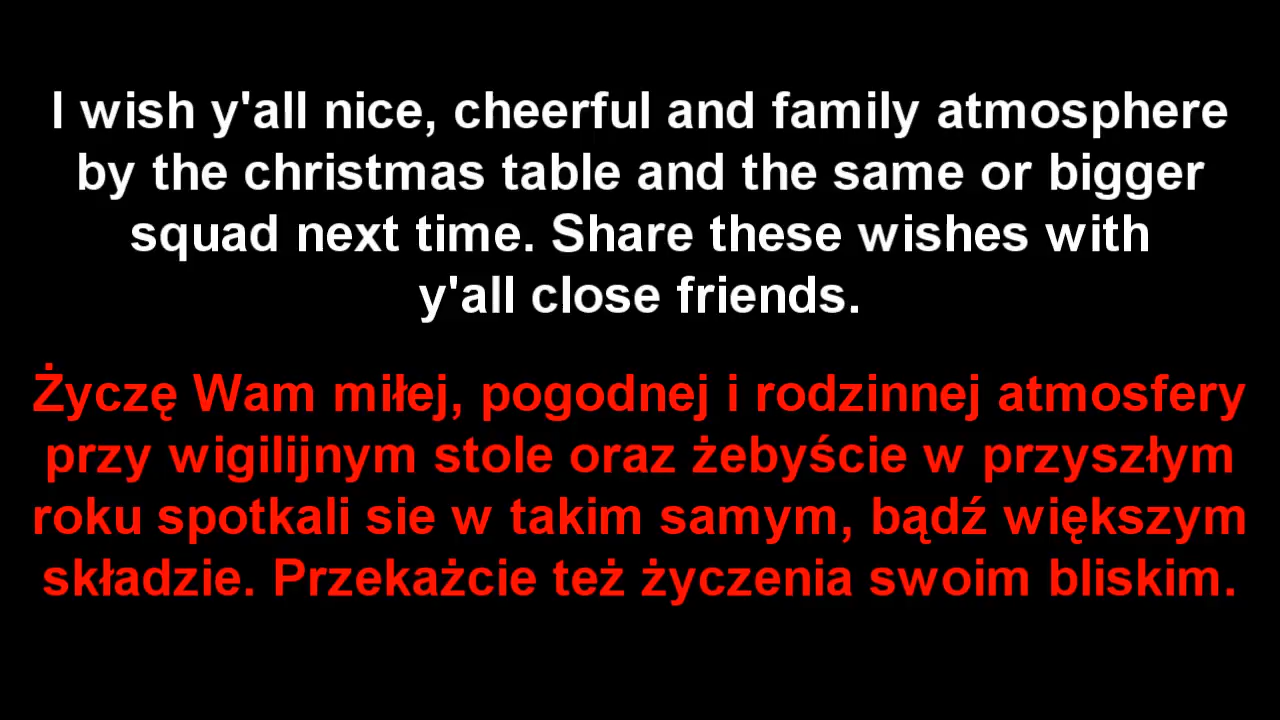 I wish y'all nice, cheerful and family atmosphere
by the christmas table and the same or bigger
squad next time. Share these wishes with
y'all close friends.
Życzę Wam miłej, pogodnej i rodzinnej atmosfery
przy wigilijnym stole oraz żebyście w przyszłym
roku spotkali sie w takim samym, bądź większym
składzie. Przekażcie też życzenia swoim bliskim.